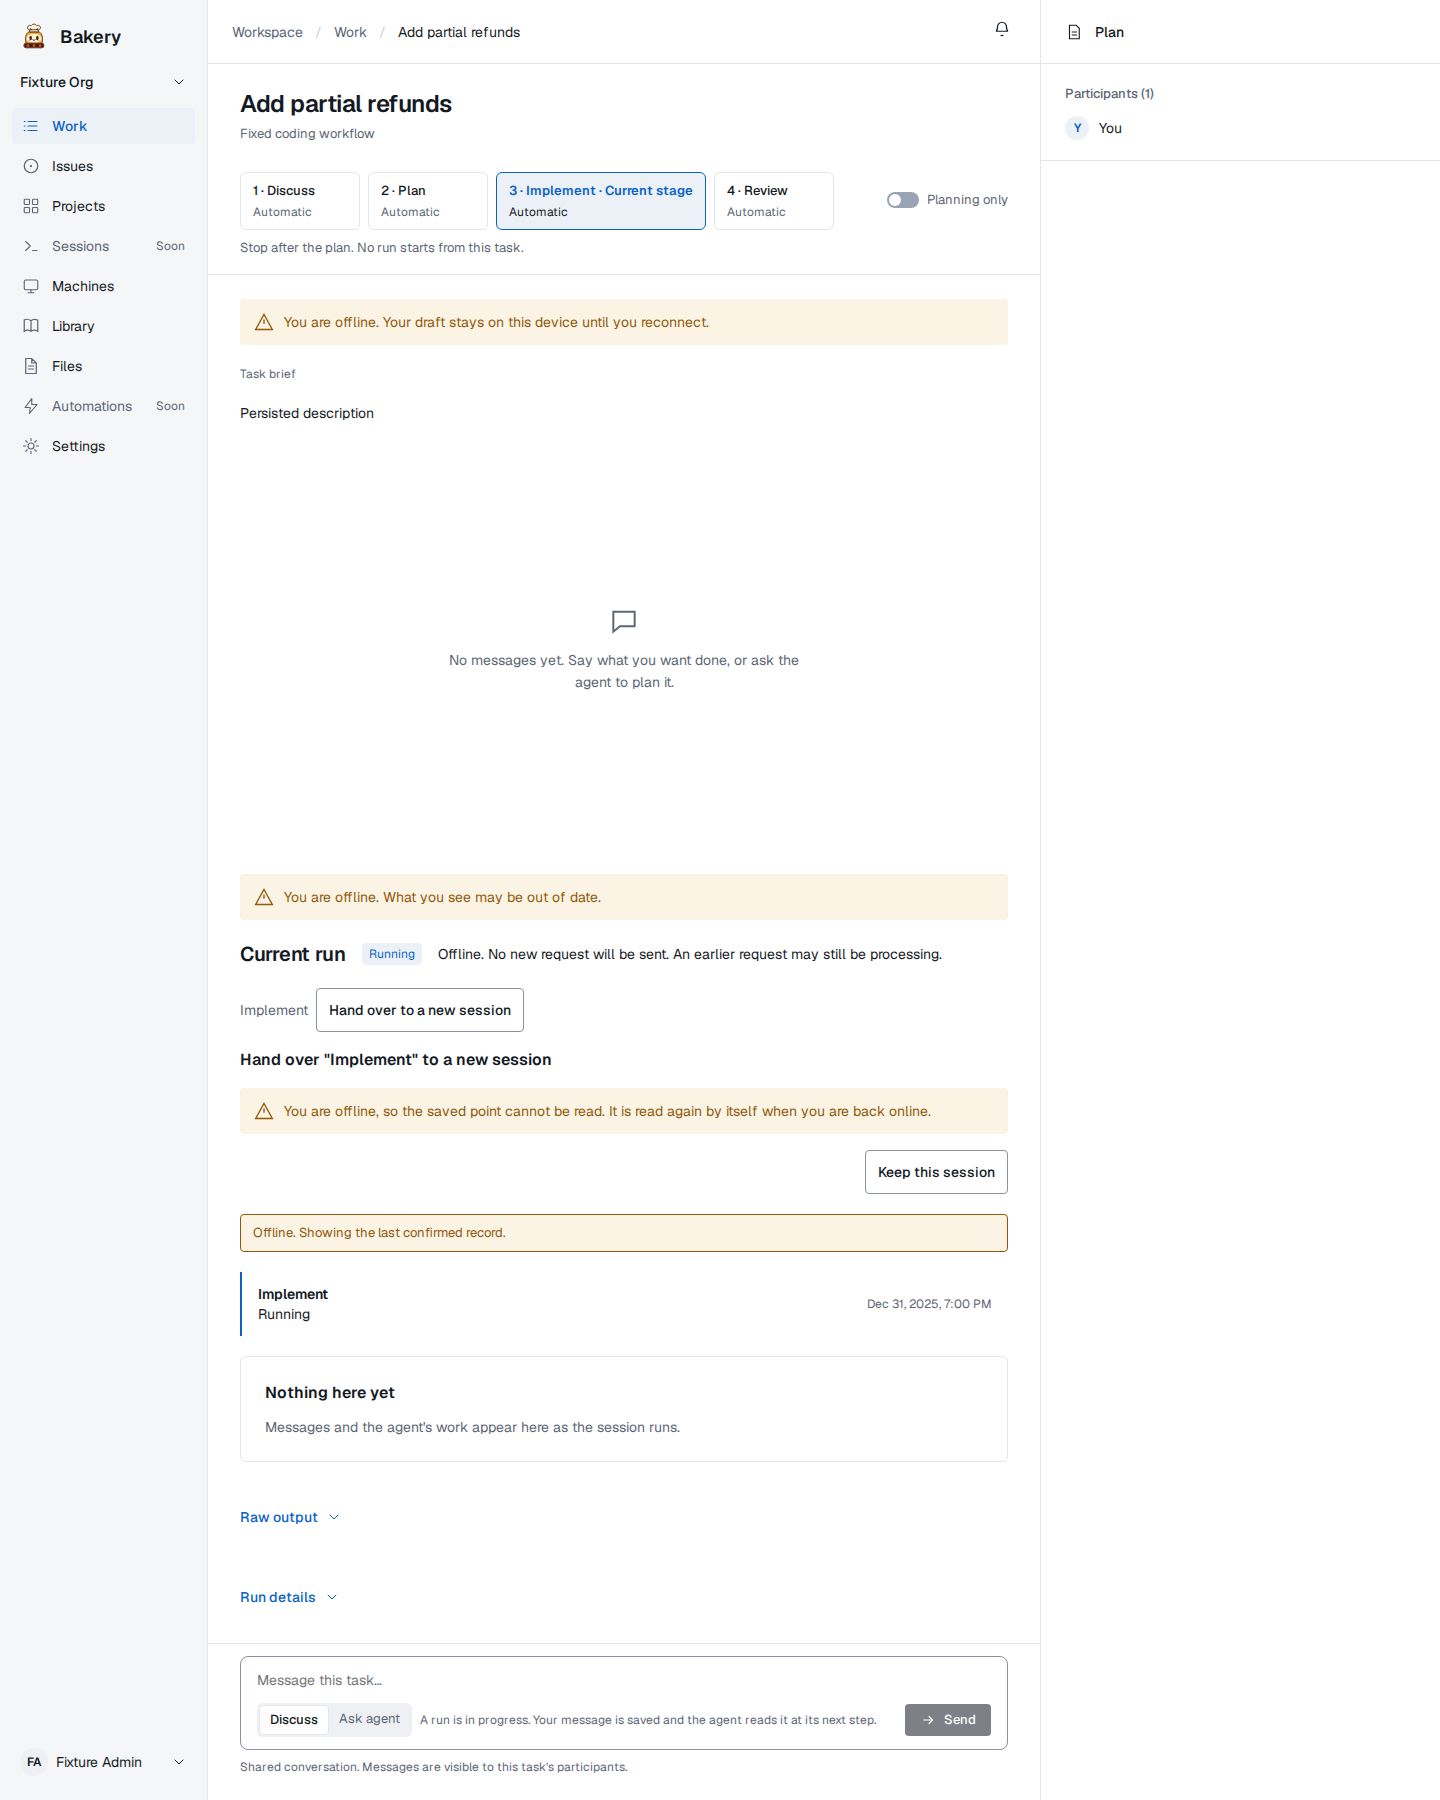 Bakery
Fixture Org
Work
Issues
Projects
Sessions Soon
Machines
Library
Files
Automations Soon
Settings
FA Fixture Admin
Workspace / Work / Add partial refunds
Add partial refunds
Fixed coding workflow
1 · Discuss
Automatic
2 · Plan
Automatic
3 · Implement · Current stage
Automatic
4 · Review
Automatic
Planning only
Stop after the plan. No run starts from this task.
You are offline. Your draft stays on this device until you reconnect.
Task brief
Persisted description
No messages yet. Say what you want done, or ask the
agent to plan it.
You are offline. What you see may be out of date.
Current run Running Offline. No new request will be sent. An earlier request may still be processing.
Implement Hand over to a new session
Hand over "Implement" to a new session
You are offline, so the saved point cannot be read. It is read again by itself when you are back online.
Keep this session
Offline. Showing the last confirmed record.
Implement
Running
Dec 31, 2025, 7:00 PM
Nothing here yet
Messages and the agent's work appear here as the session runs.
Raw output
Run details
Message this task...
Discuss Ask agent A run is in progress. Your message is saved and the agent reads it at its next step. Send
Shared conversation. Messages are visible to this task's participants.
Plan
Participants (1)
Y You